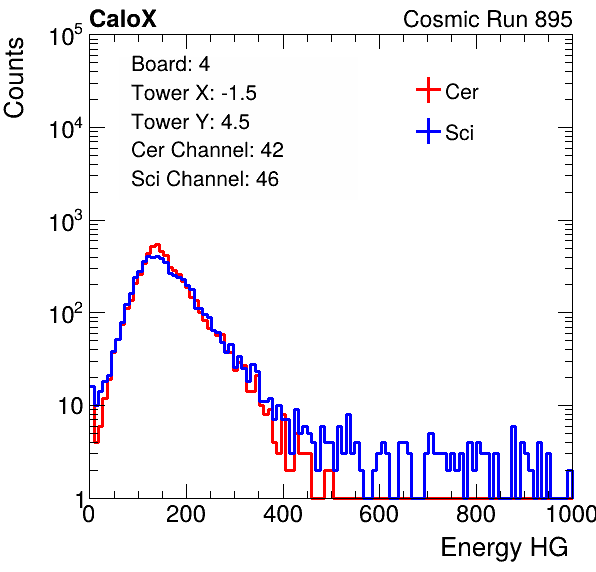 CaloX Cosmic Run 895
Counts
Board: 4
Tower X: -1.5
Tower Y: 4.5
Cer Channel: 42
Sci Channel: 46
Cer
Sci
10^5
10^4
10^3
10^2
10
1
0 200 400 600 800 1000
Energy HG